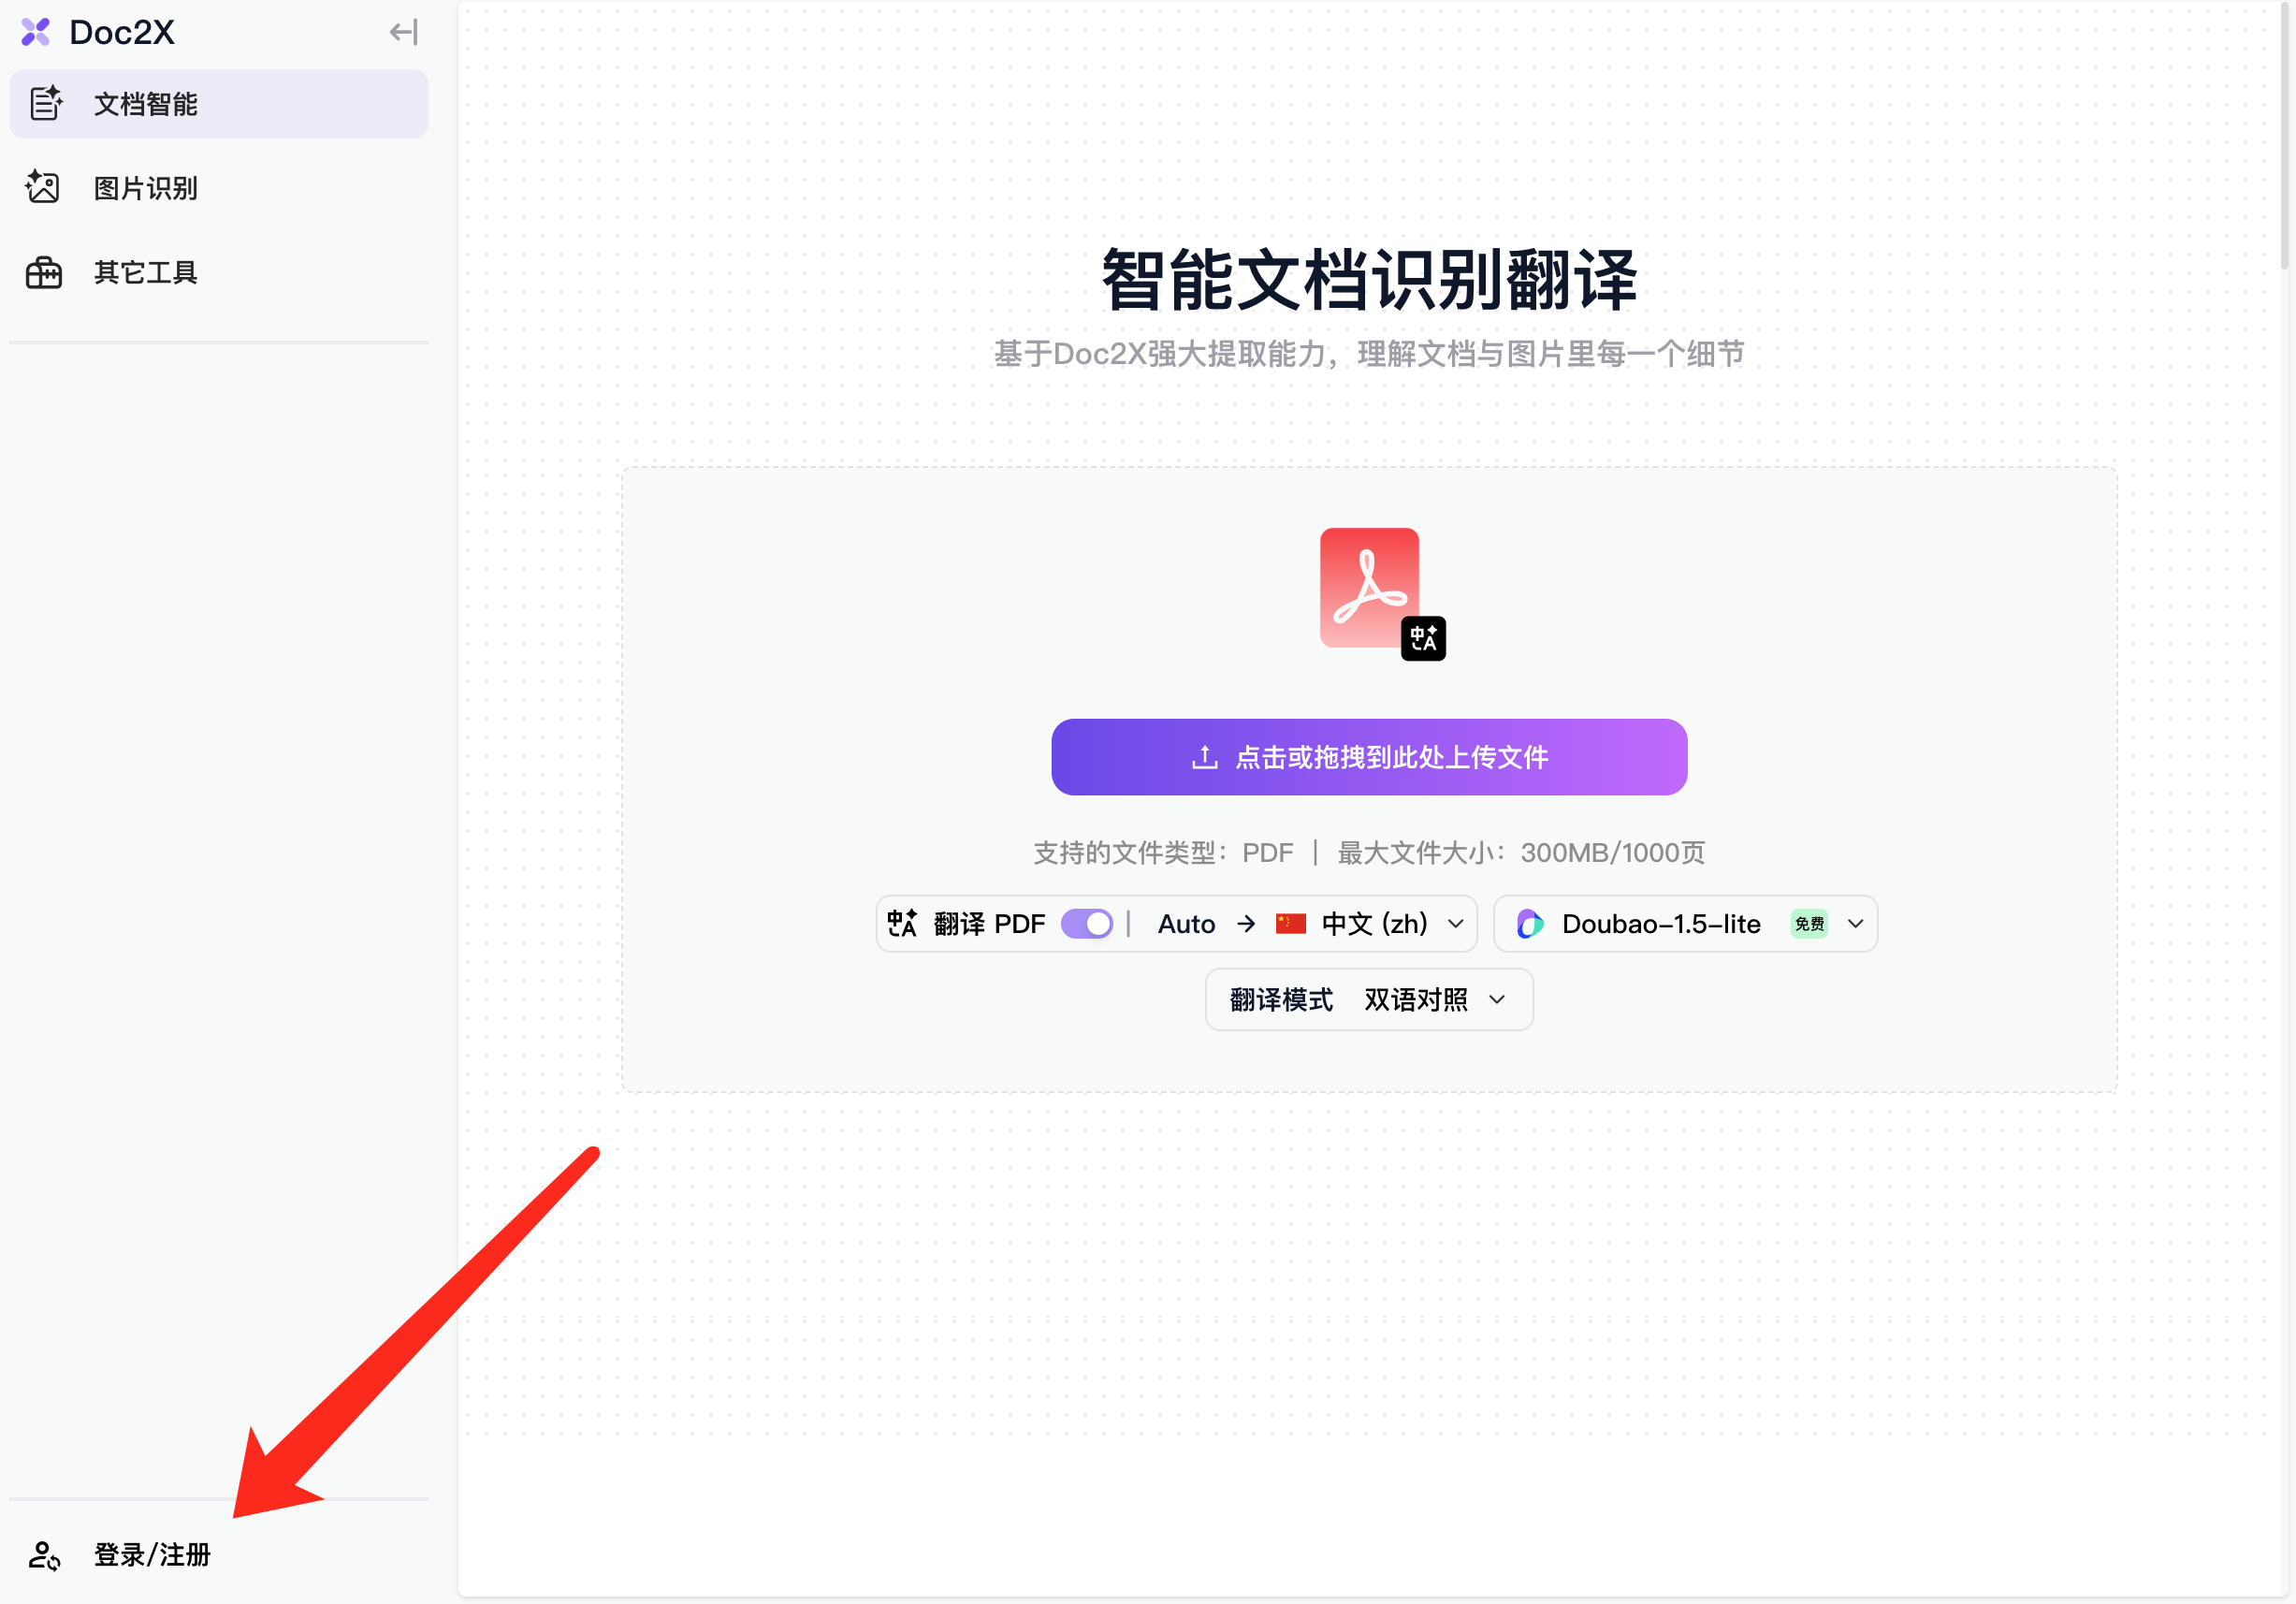 Doc2X
文档智能
图片识别
其它工具
智能文档识别翻译
基于Doc2X强大提取能力，理解文档与图片里每一个细节
中A
点击或拖拽到此处上传文件
支持的文件类型：PDF | 最大文件大小：300MB/1000页
中A 翻译 PDF | Auto → 中文 (zh) Doubao-1.5-lite 免费
翻译模式 双语对照
登录/注册